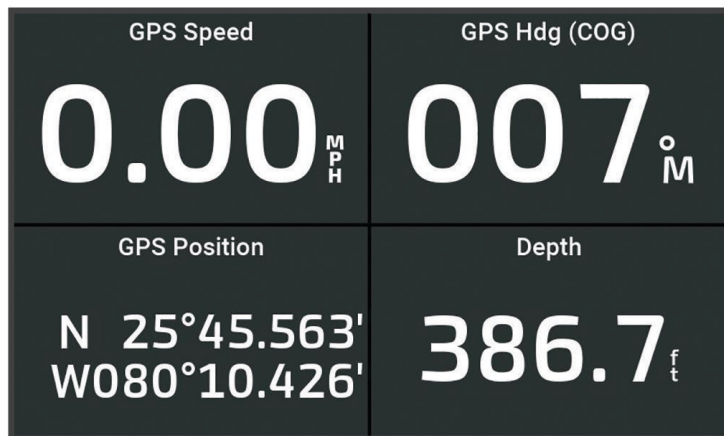 GPS Speed
0.00 MPH
GPS Hdg (COG)
007 °M
GPS Position
N 25°45.563'
W080°10.426'
Depth
386.7 ft